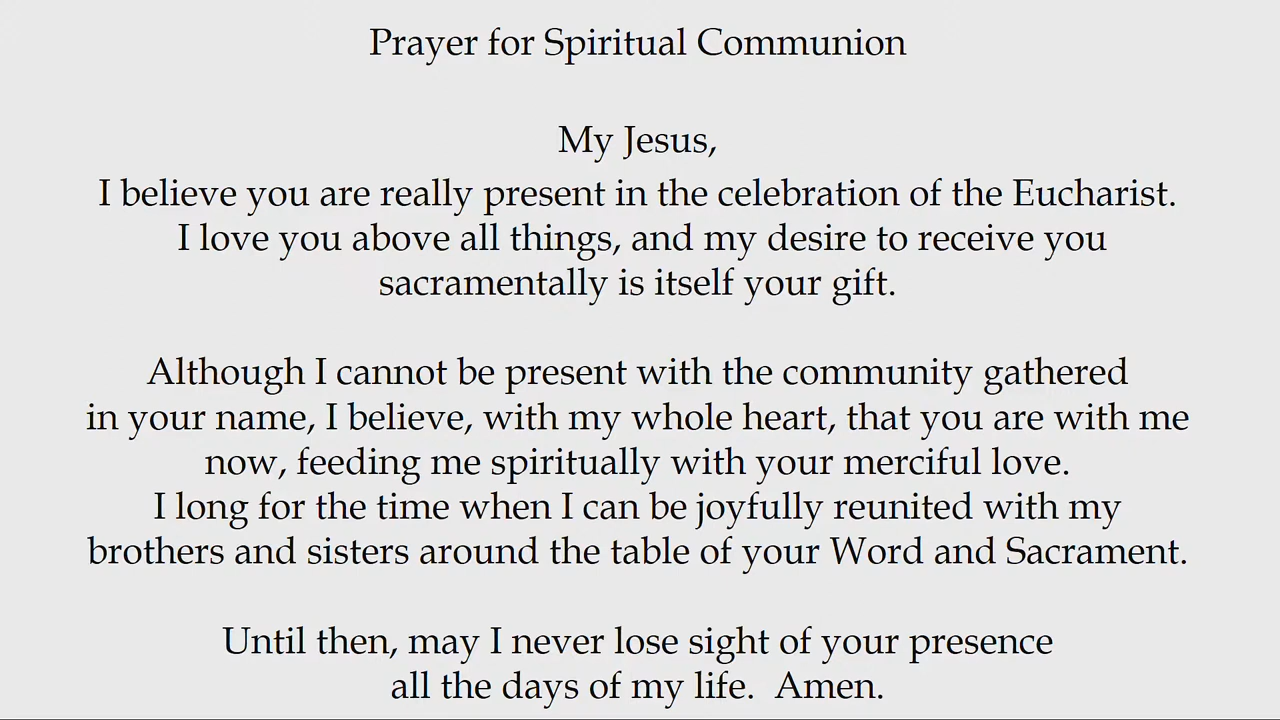 Prayer for Spiritual Communion
My Jesus,
I believe you are really present in the celebration of the Eucharist.
I love you above all things, and my desire to receive you
sacramentally is itself your gift.
Although I cannot be present with the community gathered
in your name, I believe, with my whole heart, that you are with me
now, feeding me spiritually with your merciful love.
I long for the time when I can be joyfully reunited with my
brothers and sisters around the table of your Word and Sacrament.
Until then, may I never lose sight of your presence
all the days of my life.  Amen.